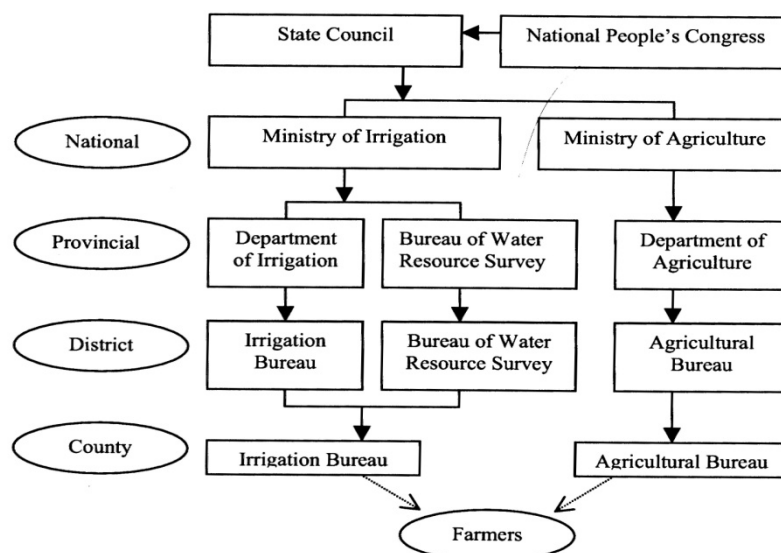 State Council
National People's Congress
National
Ministry of Irrigation
Ministry of Agriculture
Provincial
Department
of Irrigation
Bureau of Water
Resource Survey
Department of
Agriculture
District
Irrigation
Bureau
Bureau of Water
Resource Survey
Agricultural
Bureau
County
Irrigation Bureau
Agricultural Bureau
Farmers